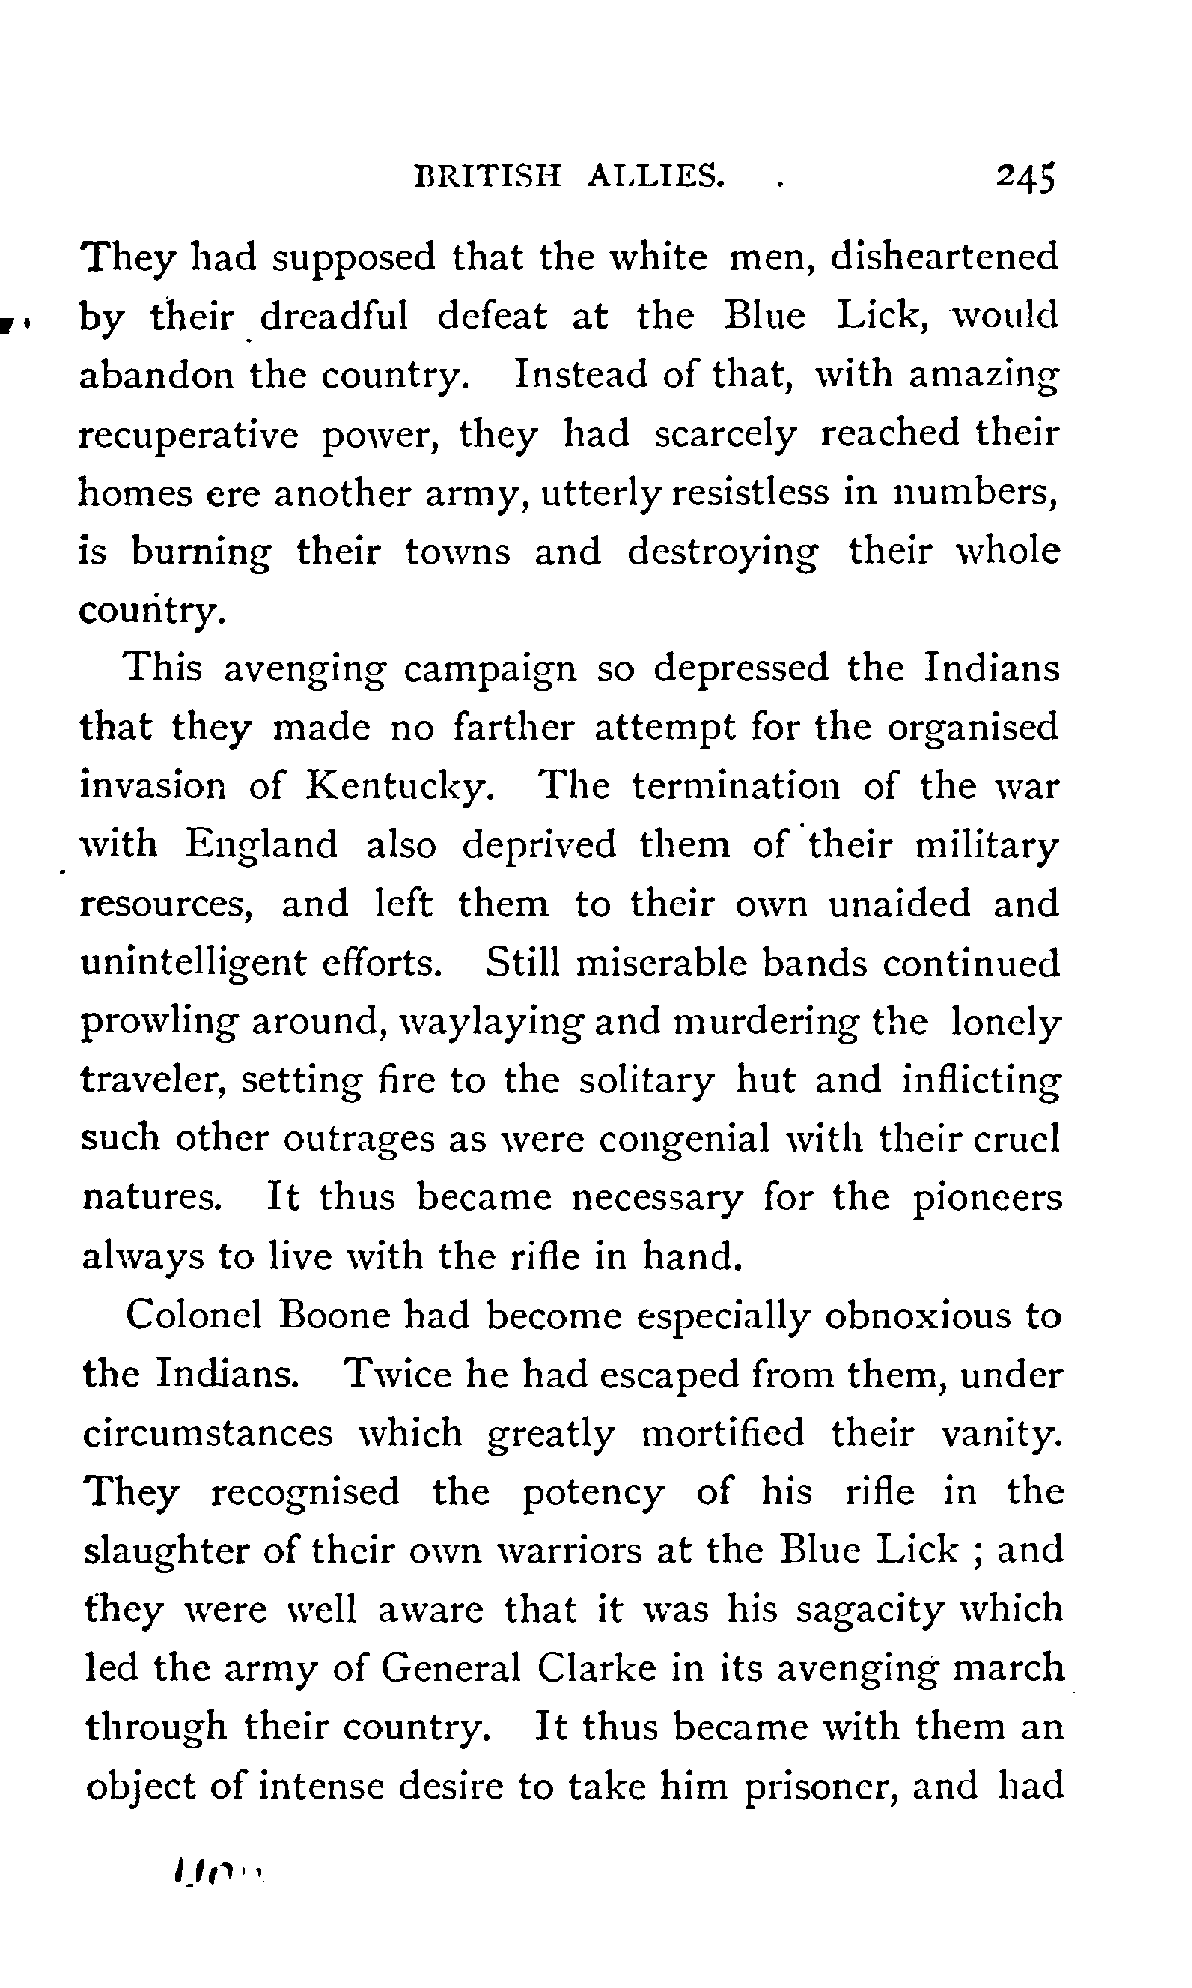 BRITISH ALLIES. 245
They had supposed that the white men, disheartened
by their dreadful defeat at the Blue Lick, would
abandon the country. Instead of that, with amazing
recuperative power, they had scarcely reached their
homes ere another army, utterly resistless in numbers,
is burning their towns and destroying their whole
country.
This avenging campaign so depressed the Indians
that they made no farther attempt for the organised
invasion of Kentucky. The termination of the war
with England also deprived them of their military
resources, and left them to their own unaided and
unintelligent efforts. Still miserable bands continued
prowling around, waylaying and murdering the lonely
traveler, setting fire to the solitary hut and inflicting
such other outrages as were congenial with their cruel
natures. It thus became necessary for the pioneers
always to live with the rifle in hand.
Colonel Boone had become especially obnoxious to
the Indians. Twice he had escaped from them, under
circumstances which greatly mortified their vanity.
They recognised the potency of his rifle in the
slaughter of their own warriors at the Blue Lick ; and
they were well aware that it was his sagacity which
led the army of General Clarke in its avenging march
through their country. It thus became with them an
object of intense desire to take him prisoner, and had